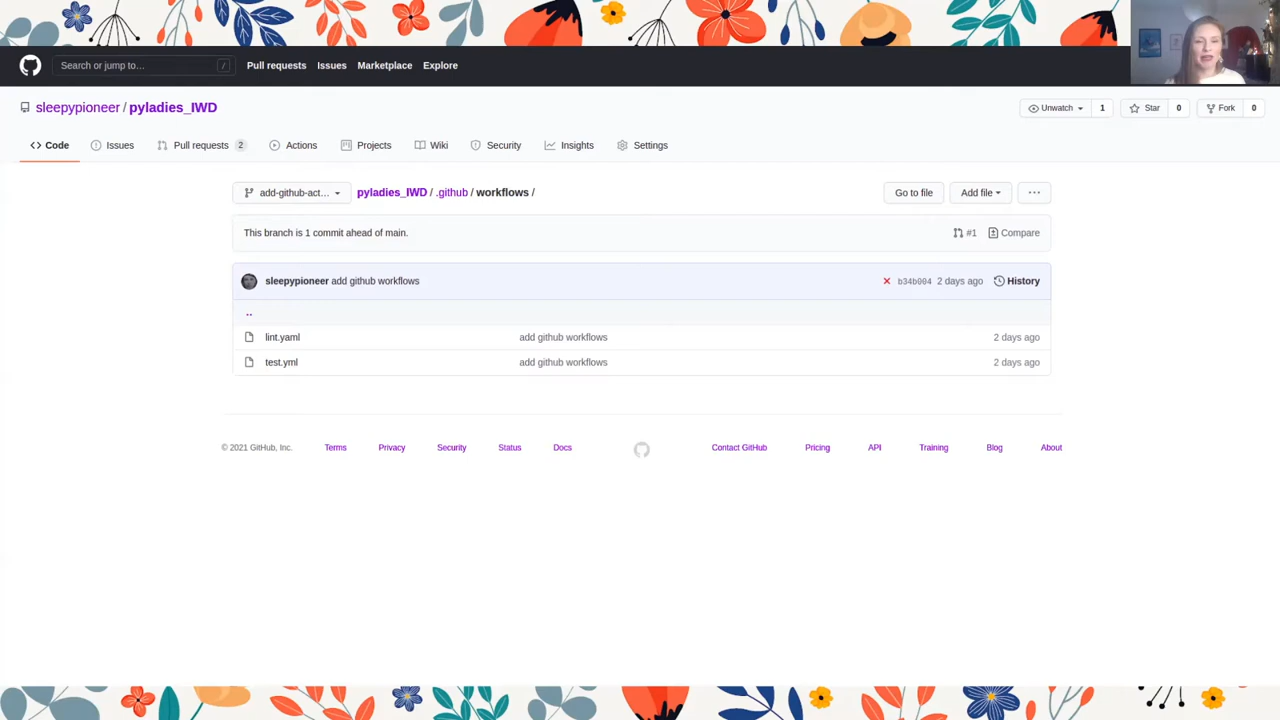 Search or jump to… /
Pull requests Issues Marketplace Explore
sleepypioneer / pyladies_IWD
Unwatch 1 Star 0 Fork 0
Code Issues Pull requests 2 Actions Projects Wiki Security Insights Settings
add-github-act… pyladies_IWD / .github / workflows /
Go to file Add file ···
This branch is 1 commit ahead of main.
#1 Compare
sleepypioneer add github workflows
b34b004 2 days ago History
..
lint.yaml add github workflows 2 days ago
test.yml add github workflows 2 days ago
© 2021 GitHub, Inc. Terms Privacy Security Status Docs Contact GitHub Pricing API Training Blog About